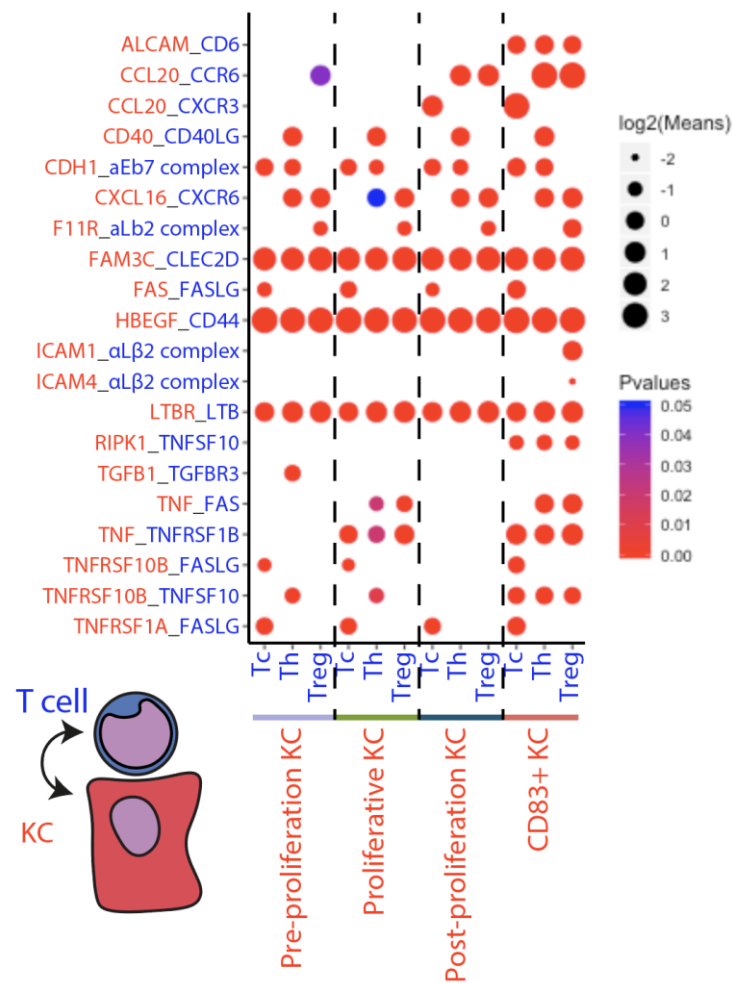 ALCAM_CD6
CCL20_CCR6
CCL20_CXCR3
CD40_CD40LG
CDH1_aEb7 complex
CXCL16_CXCR6
F11R_aLb2 complex
FAM3C_CLEC2D
FAS_FASLG
HBEGF_CD44
ICAM1_αLβ2 complex
ICAM4_αLβ2 complex
LTBR_LTB
RIPK1_TNFSF10
TGFB1_TGFBR3
TNF_FAS
TNF_TNFRSF1B
TNFRSF10B_FASLG
TNFRSF10B_TNFSF10
TNFRSF1A_FASLG
log2(Means)
-2
-1
0
1
2
3
Pvalues
0.05
0.04
0.03
0.02
0.01
0.00
Tc
Th
Treg
Tc
Th
Treg
Tc
Th
Treg
Tc
Th
Treg
Pre-proliferation KC
Proliferative KC
Post-proliferation KC
CD83+ KC
T cell
KC